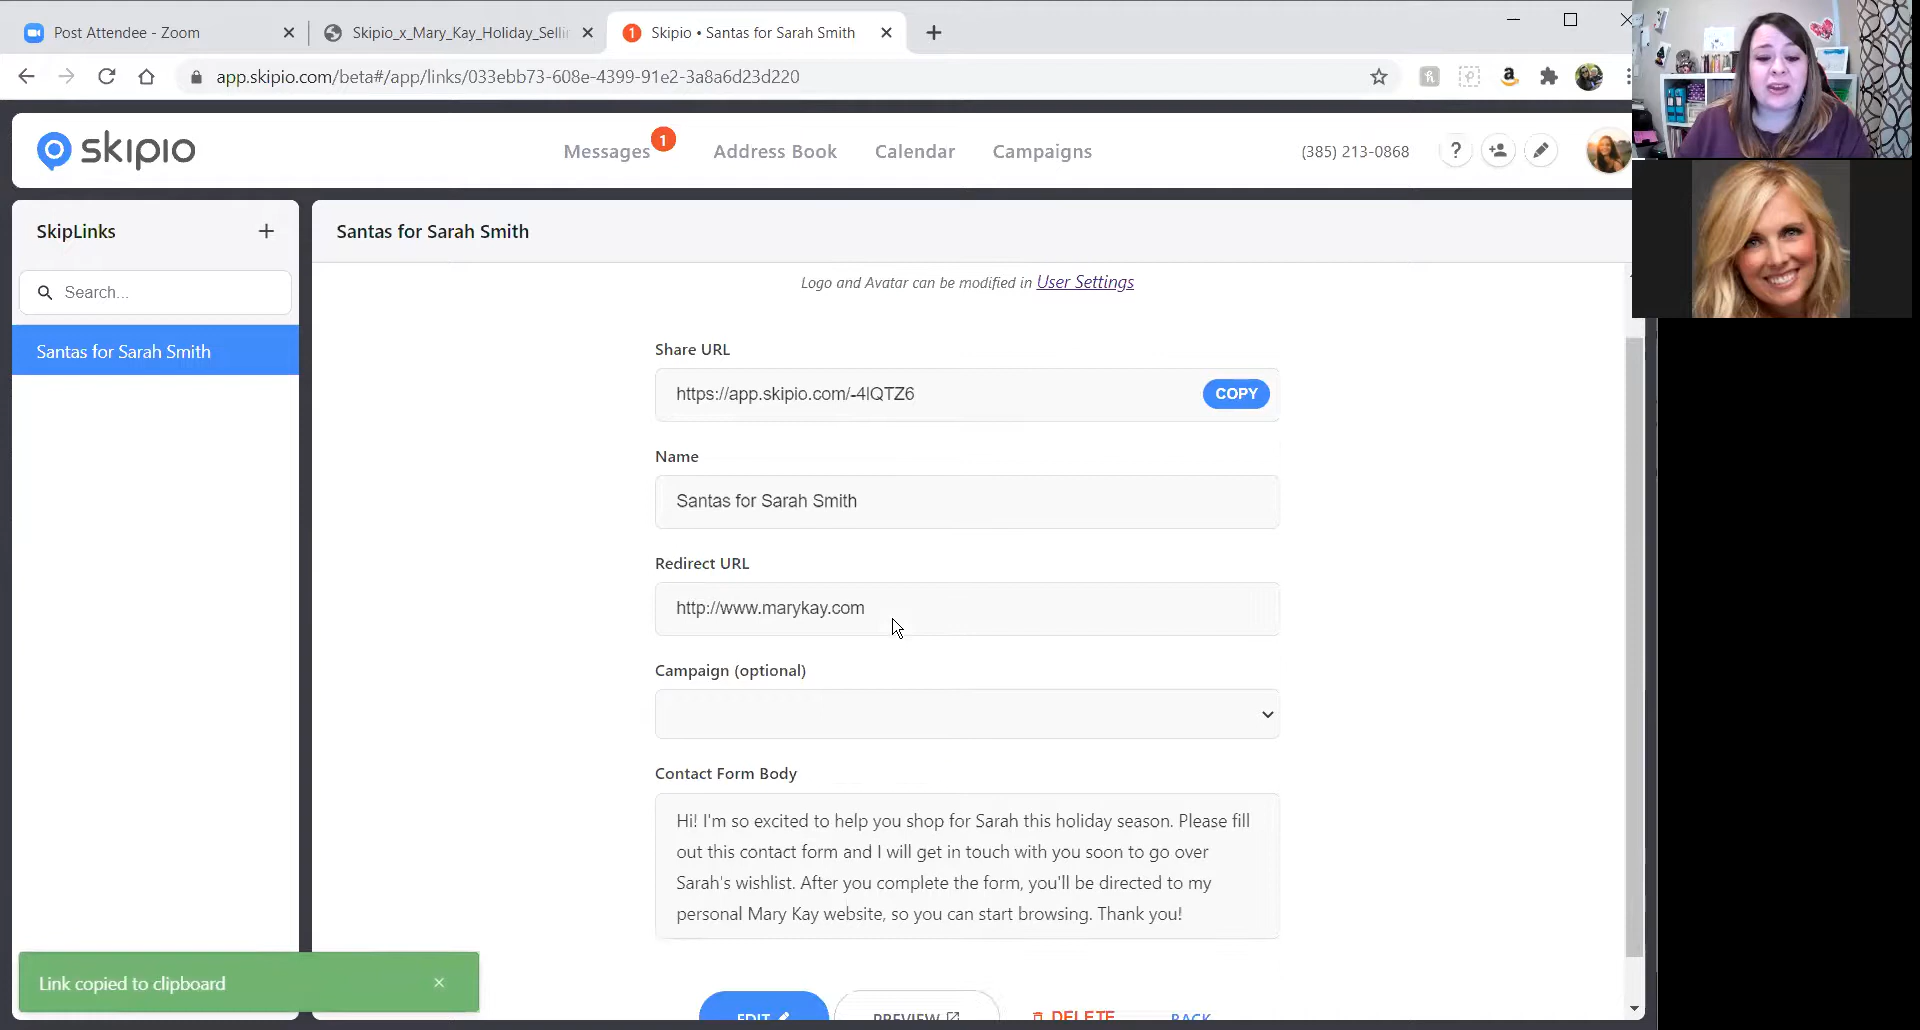 Post Attendee - Zoom
Skipio_x_Mary_Kay_Holiday_Sellin
1 Skipio • Santas for Sarah Smith
app.skipio.com/beta#/app/links/033ebb73-608e-4399-91e2-3a8a6d23d220
skipio
Messages 1
Address Book
Calendar
Campaigns
(385) 213-0868
?
SkipLinks
Search...
Santas for Sarah Smith
Santas for Sarah Smith
Logo and Avatar can be modified in User Settings
Share URL
https://app.skipio.com/-4lQTZ6
COPY
Name
Santas for Sarah Smith
Redirect URL
http://www.marykay.com
Campaign (optional)
Contact Form Body
Hi! I'm so excited to help you shop for Sarah this holiday season. Please fill
out this contact form and I will get in touch with you soon to go over
Sarah's wishlist. After you complete the form, you'll be directed to my
personal Mary Kay website, so you can start browsing. Thank you!
Link copied to clipboard
EDIT
PREVIEW
DELETE
BACK